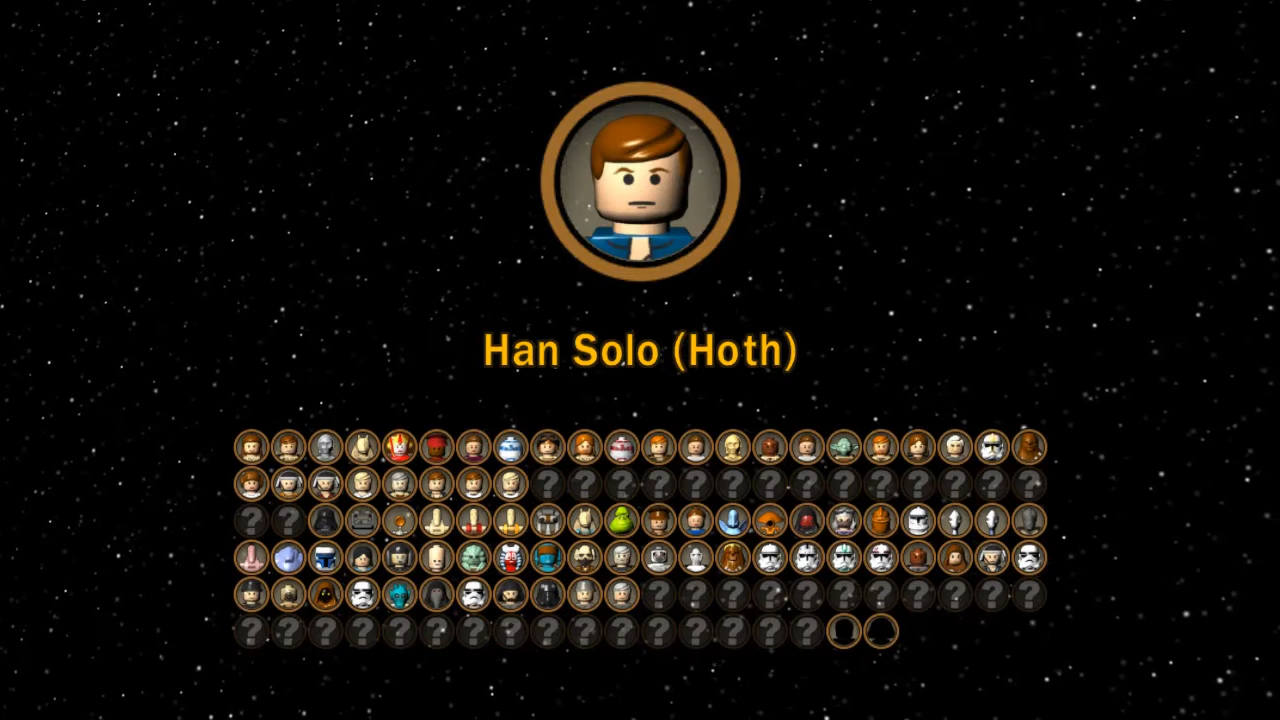 Han Solo (Hoth)
? ? ? ? ? ? ? ? ? ? ? ? ? ?
? ?
? ? ? ? ? ? ? ? ? ? ?
? ? ? ? ? ? ? ? ? ? ? ? ? ? ? ?